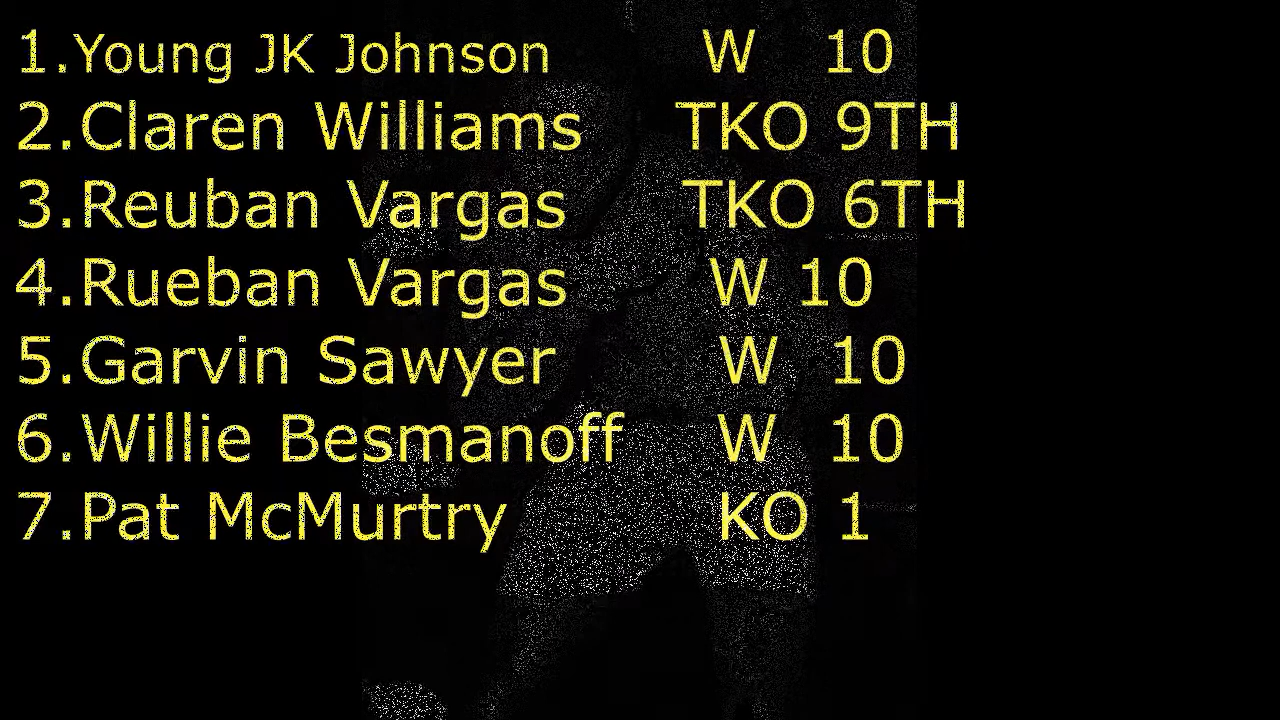 1.Young JK Johnson W 10
2.Claren Williams TKO 9TH
3.Reuban Vargas TKO 6TH
4.Rueban Vargas W 10
5.Garvin Sawyer W 10
6.Willie Besmanoff W 10
7.Pat McMurtry KO 1